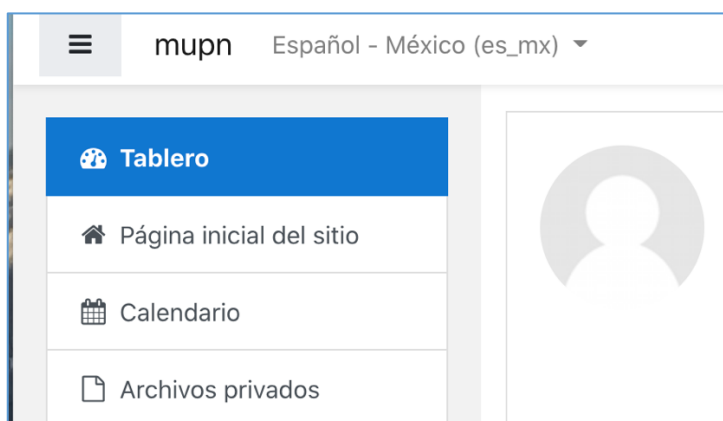 mupn Español - México (es_mx)
Tablero
Página inicial del sitio
Calendario
Archivos privados